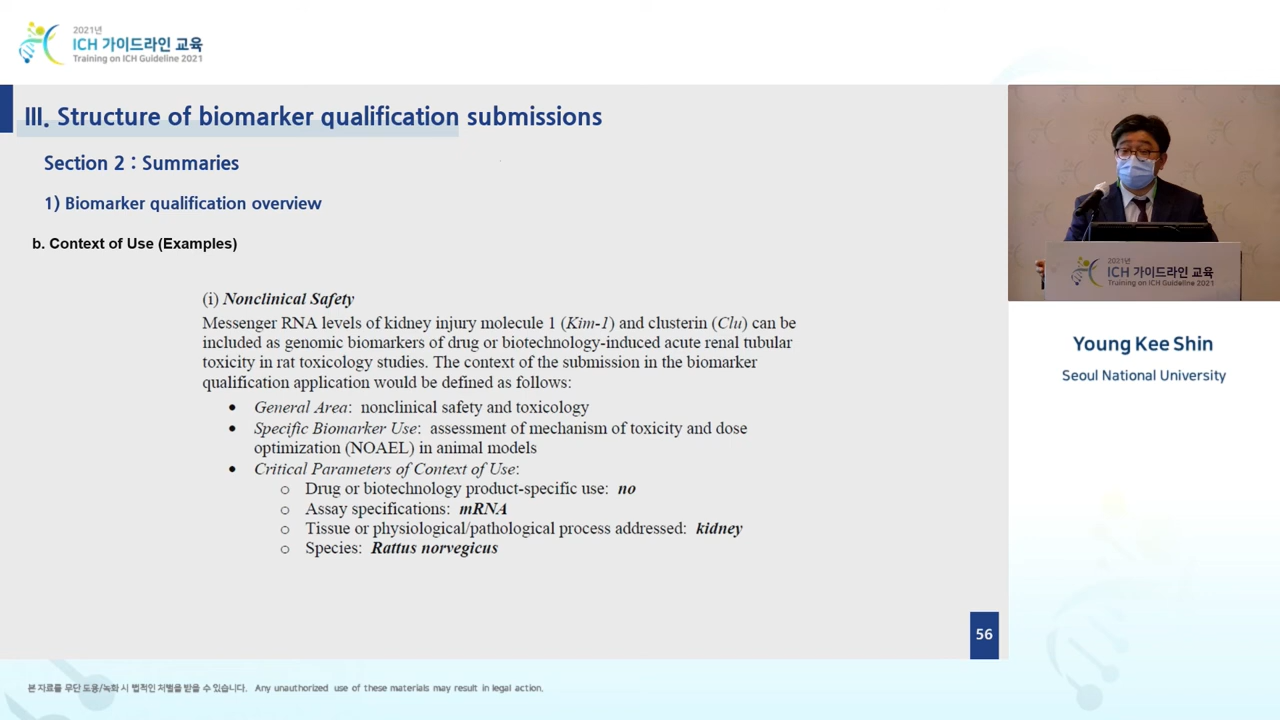 2021년
ICH 가이드라인 교육
Training on ICH Guideline 2021
III. Structure of biomarker qualification submissions
Section 2 : Summaries
1) Biomarker qualification overview
b. Context of Use (Examples)
(i) Nonclinical Safety
Messenger RNA levels of kidney injury molecule 1 (Kim-1) and clusterin (Clu) can be
included as genomic biomarkers of drug or biotechnology-induced acute renal tubular
toxicity in rat toxicology studies. The context of the submission in the biomarker
qualification application would be defined as follows:
• General Area: nonclinical safety and toxicology
• Specific Biomarker Use: assessment of mechanism of toxicity and dose
optimization (NOAEL) in animal models
• Critical Parameters of Context of Use:
o Drug or biotechnology product-specific use: no
o Assay specifications: mRNA
o Tissue or physiological/pathological process addressed: kidney
o Species: Rattus norvegicus
56
2021년
ICH 가이드라인 교육
Training on ICH Guideline 2021
Young Kee Shin
Seoul National University
본 자료를 무단 도용/녹화 시 법적인 처벌을 받을 수 있습니다. Any unauthorized use of these materials may result in legal action.